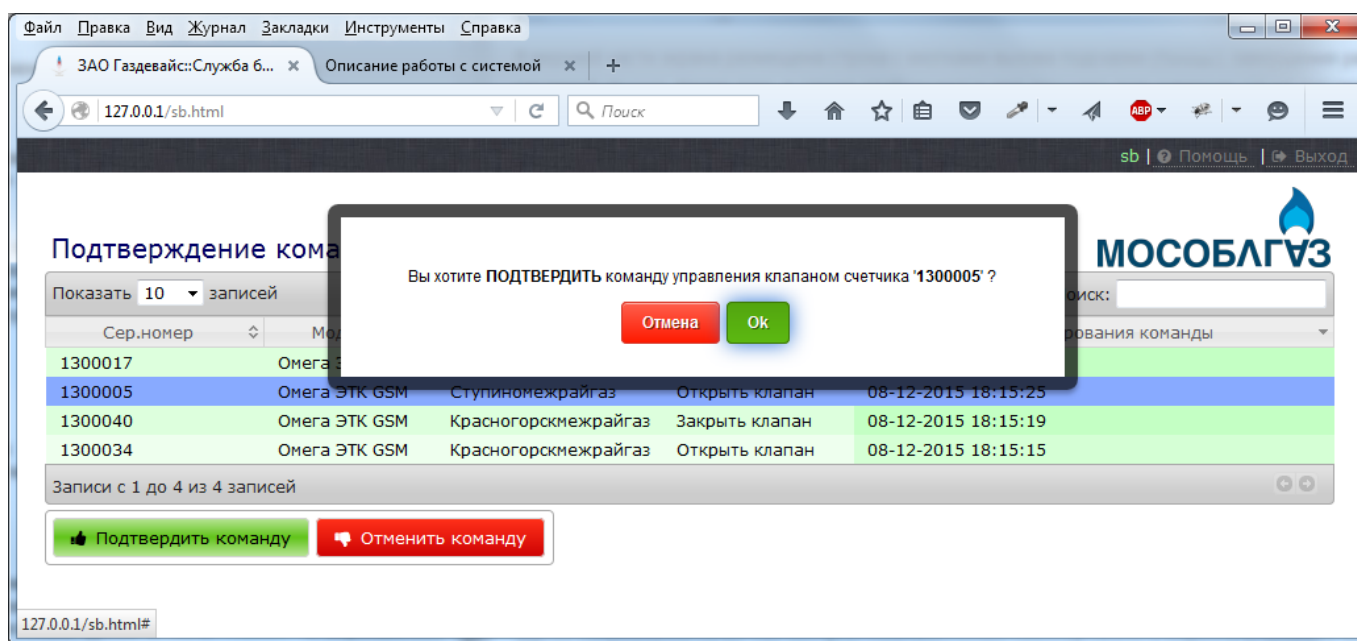 Файл Правка Вид Журнал Закладки Инструменты Справка
ЗАО Газдевайс::Служба б... Описание работы с системой
127.0.0.1/sb.html Поиск ABP
sb | Помощь | Выход
МОСОБЛГАЗ
Подтверждение кома
Вы хотите ПОДТВЕРДИТЬ команду управления клапаном счетчика '1300005' ?
Отмена Ok
Показать 10 записей оиск:
Сер.номер Мод рования команды
1300017 Омега Э
1300005 Омега ЭТК GSM Ступиномежрайгаз Открыть клапан 08-12-2015 18:15:25
1300040 Омега ЭТК GSM Красногорскмежрайгаз Закрыть клапан 08-12-2015 18:15:19
1300034 Омега ЭТК GSM Красногорскмежрайгаз Открыть клапан 08-12-2015 18:15:15
Записи с 1 до 4 из 4 записей
Подтвердить команду Отменить команду
127.0.0.1/sb.html#